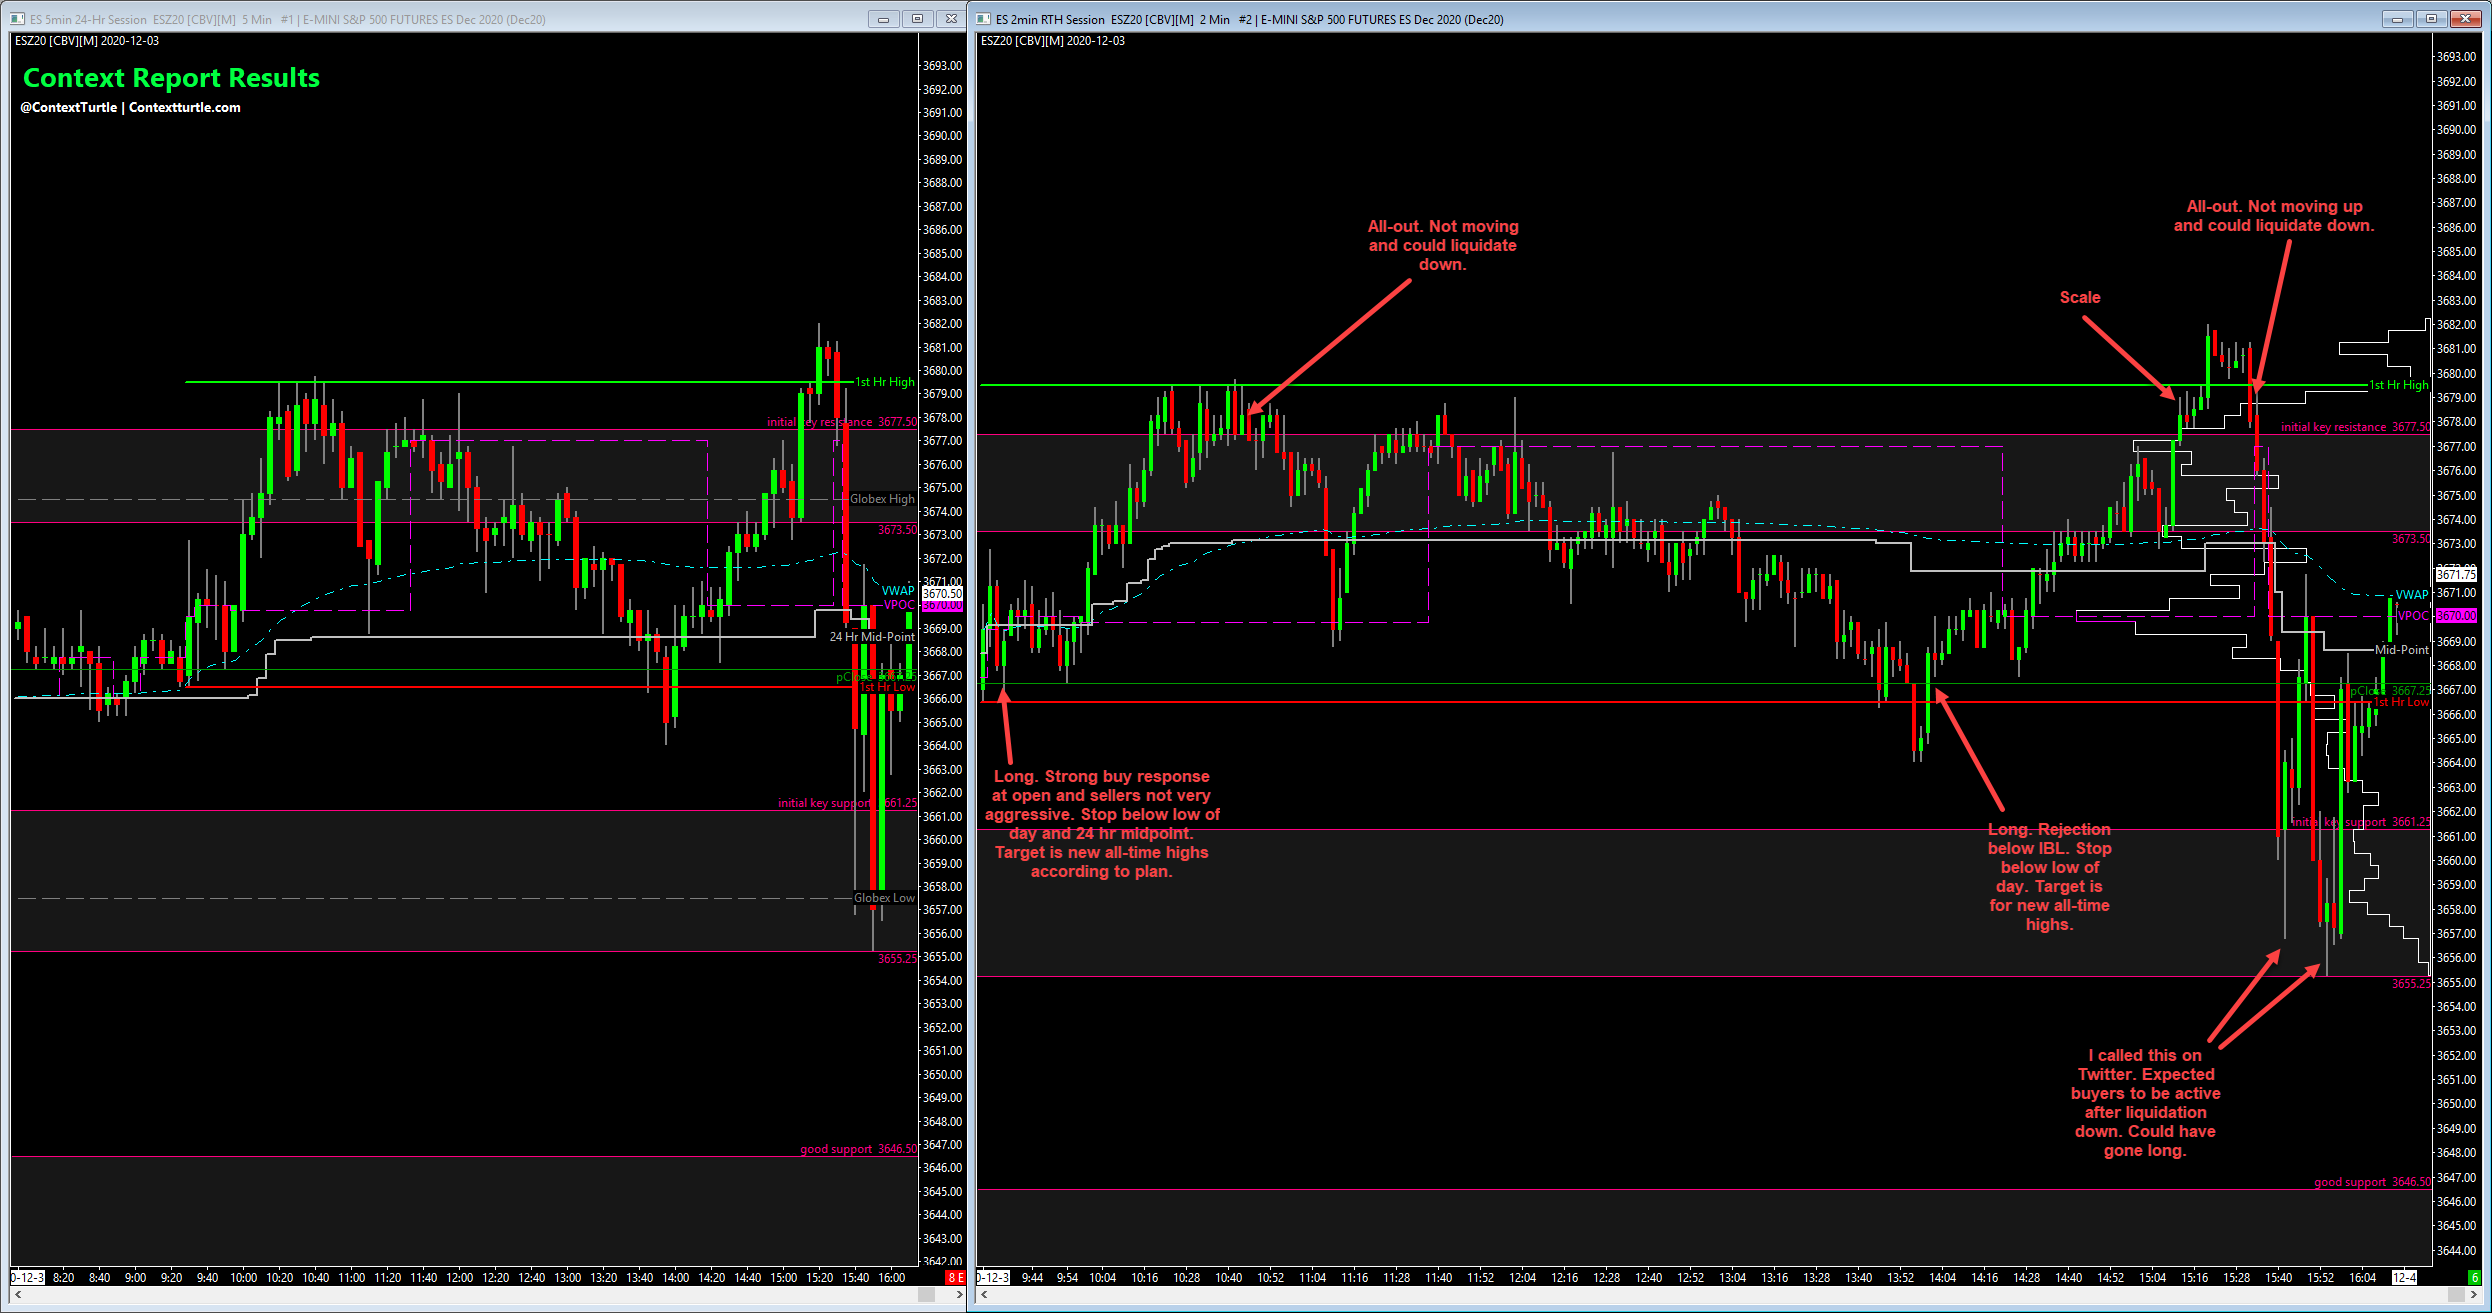 ES 5min 24-Hr Session ESZ20 [CBV][M] 5 Min #1 | E-MINI S&P 500 FUTURES ES Dec 2020 (Dec20)
ESZ20 [CBV][M] 2020-12-03
Context Report Results
@ContextTurtle | Contextturtle.com
1st Hr High
initial key resistance 3677.50
Globex High
3673.50
VWAP
VPOC
24 Hr Mid-Point
1st Hr Low
initial key support 3661.25
Globex Low
3655.25
good support 3646.50
3693.00
3692.00
3691.00
3690.00
3689.00
3688.00
3687.00
3686.00
3685.00
3684.00
3683.00
3682.00
3681.00
3680.00
3679.00
3678.00
3677.00
3676.00
3675.00
3674.00
3673.00
3672.00
3671.00
3670.50
3670.00
3669.00
3668.00
3667.00
3666.00
3665.00
3664.00
3663.00
3662.00
3661.00
3660.00
3659.00
3658.00
3657.00
3656.00
3655.00
3654.00
3653.00
3652.00
3651.00
3650.00
3649.00
3648.00
3647.00
3646.00
3645.00
3644.00
3643.00
3642.00
0-12-3 8:20 8:40 9:00 9:20 9:40 10:00 10:20 10:40 11:00 11:20 11:40 12:00 12:20 12:40 13:00 13:20 13:40 14:00 14:20 14:40 15:00 15:20 15:40 16:00 8 E
ES 2min RTH Session ESZ20 [CBV][M] 2 Min #2 | E-MINI S&P 500 FUTURES ES Dec 2020 (Dec20)
ESZ20 [CBV][M] 2020-12-03
All-out. Not moving
and could liquidate
down.
All-out. Not moving up
and could liquidate down.
Scale
1st Hr High
initial key resistance 3677.50
3673.50
VWAP
VPOC
Mid-Point
3667.25
1st Hr Low
Long. Strong buy response
at open and sellers not very
aggressive. Stop below low of
day and 24 hr midpoint.
Target is new all-time highs
according to plan.
Long. Rejection
below IBL. Stop
below low of
day. Target is
for new all-time
highs.
initial key support 3661.25
3655.25
I called this on
Twitter. Expected
buyers to be active
after liquidation
down. Could have
gone long.
good support 3646.50
3693.00
3692.00
3691.00
3690.00
3689.00
3688.00
3687.00
3686.00
3685.00
3684.00
3683.00
3682.00
3681.00
3680.00
3679.00
3678.00
3677.00
3676.00
3675.00
3674.00
3673.00
3671.75
3671.00
3670.00
3669.00
3668.00
3667.00
3666.00
3665.00
3664.00
3663.00
3662.00
3661.00
3660.00
3659.00
3658.00
3657.00
3656.00
3655.00
3654.00
3653.00
3652.00
3651.00
3650.00
3649.00
3648.00
3647.00
3646.00
3645.00
3644.00
0-12-3 9:44 9:54 10:04 10:16 10:28 10:40 10:52 11:04 11:16 11:28 11:40 11:52 12:04 12:16 12:28 12:40 12:52 13:04 13:16 13:28 13:40 13:52 14:04 14:16 14:28 14:40 14:52 15:04 15:16 15:28 15:40 15:52 16:04 12-4 6